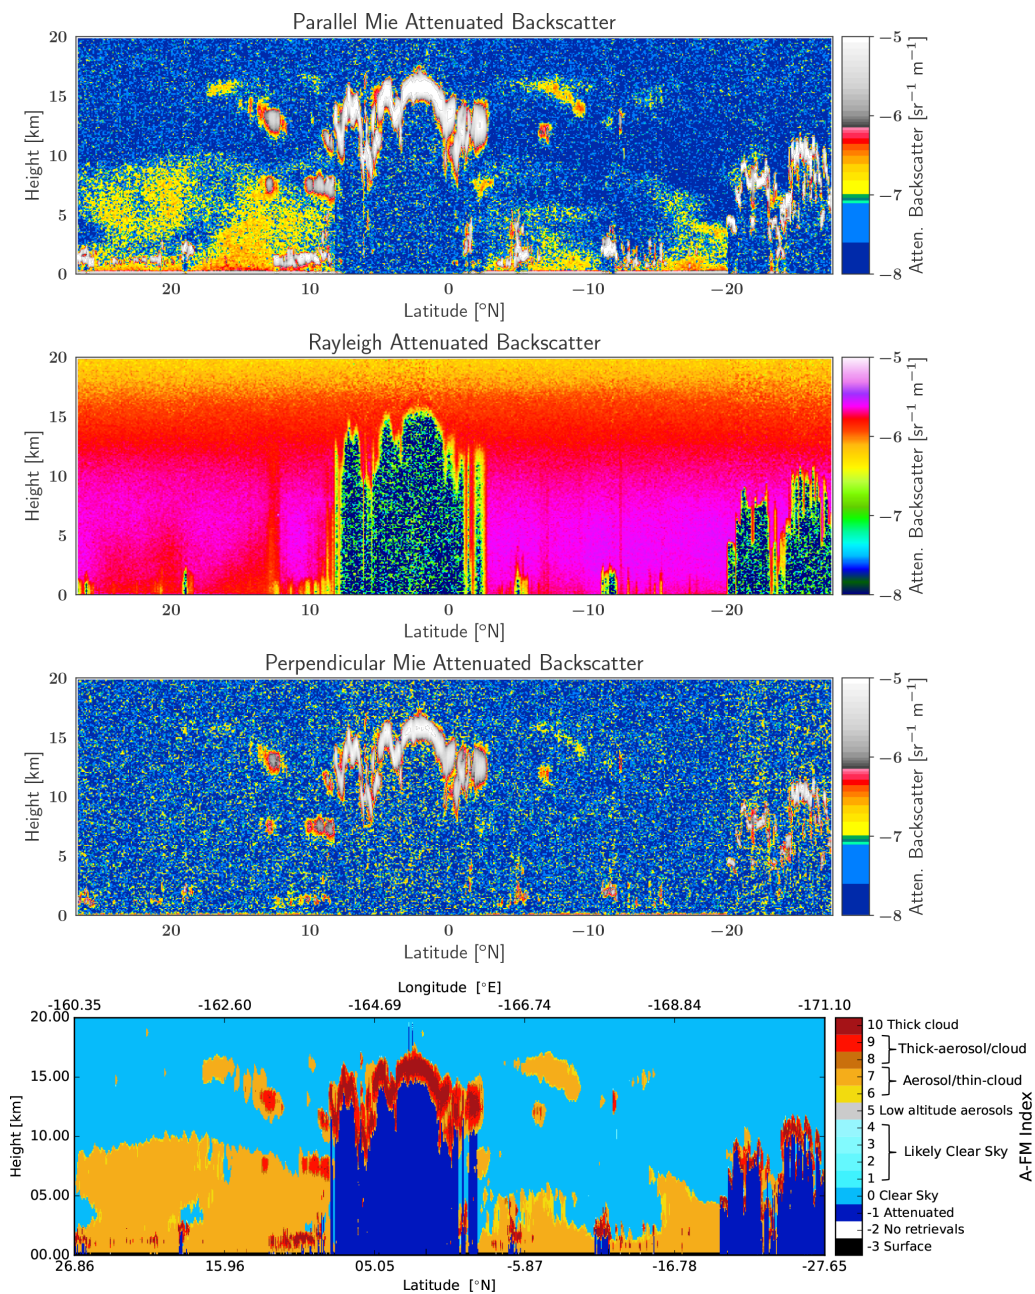 Parallel Mie Attenuated Backscatter
20
15
10
5
0
Height [km]
20 10 0 −10 −20
Latitude [°N]
−5
−6
−7
−8
Atten. Backscatter [sr⁻¹ m⁻¹]
Rayleigh Attenuated Backscatter
20
15
10
5
0
Height [km]
20 10 0 −10 −20
Latitude [°N]
−5
−6
−7
−8
Atten. Backscatter [sr⁻¹ m⁻¹]
Perpendicular Mie Attenuated Backscatter
20
15
10
5
0
Height [km]
20 10 0 −10 −20
Latitude [°N]
−5
−6
−7
−8
Atten. Backscatter [sr⁻¹ m⁻¹]
Longitude [°E]
-160.35 -162.60 -164.69 -166.74 -168.84 -171.10
20.00
15.00
10.00
05.00
00.00
Height [km]
26.86 15.96 05.05 -5.87 -16.78 -27.65
Latitude [°N]
10 Thick cloud
9
Thick-aerosol/cloud
8
7
Aerosol/thin-cloud
6
5 Low altitude aerosols
4
3
Likely Clear Sky
2
1
0 Clear Sky
-1 Attenuated
-2 No retrievals
-3 Surface
A-FM Index